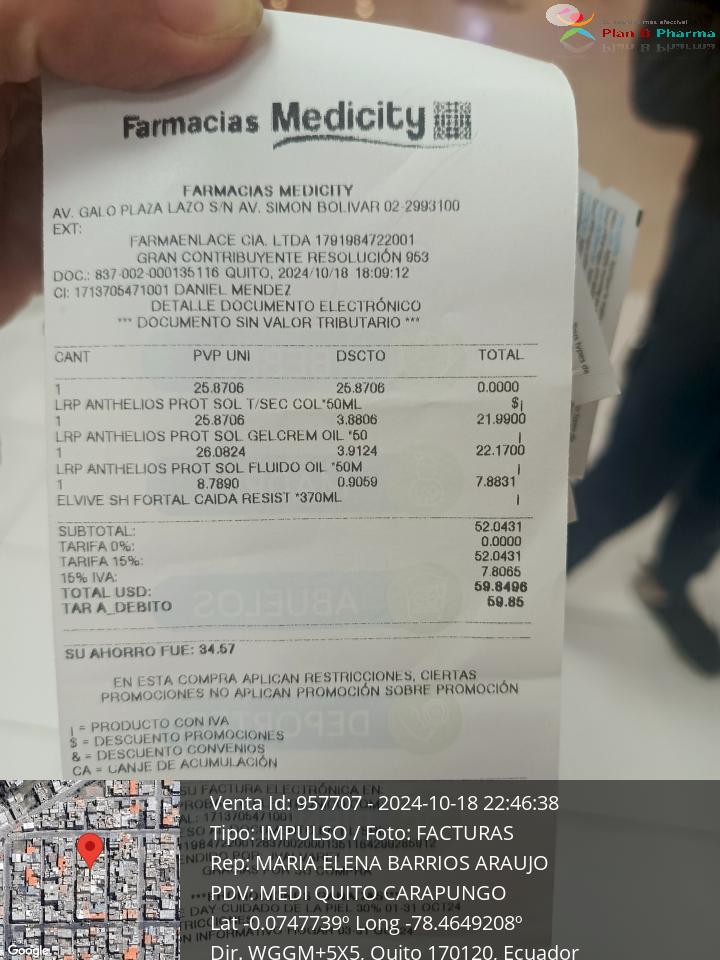 Plan B Pharma
Farmacias Medicity
FARMACIAS MEDICITY
AV. GALO PLAZA LAZO S/N AV. SIMON BOLIVAR 02-2993100
EXT:
FARMAENLACE CIA. LTDA 1791984722001
GRAN CONTRIBUYENTE RESOLUCIÓN 953
DOC.: 837-002-000135116 QUITO, 2024/10/18 18:09:12
CI: 1713705471001 DANIEL MENDEZ
DETALLE DOCUMENTO ELECTRÓNICO
*** DOCUMENTO SIN VALOR TRIBUTARIO ***
CANT PVP UNI DSCTO TOTAL
1 25.8706 25.8706 0.0000
LRP ANTHELIOS PROT SOL T/SEC COL*50ML $¡
1 25.8706 3.8806 21.9900
LRP ANTHELIOS PROT SOL GELCREM OIL *50 ¡
1 26.0824 3.9124 22.1700
LRP ANTHELIOS PROT SOL FLUIDO OIL *50M ¡
1 8.7890 0.9059 7.8831
ELVIVE SH FORTAL CAIDA RESIST *370ML ¡
SUBTOTAL: 52.0431
TARIFA 0%: 0.0000
TARIFA 15%: 52.0431
15% IVA: 7.8065
TOTAL USD: 59.8496
TAR A_DEBITO 59.85
SU AHORRO FUE: 34.57
EN ESTA COMPRA APLICAN RESTRICCIONES, CIERTAS
PROMOCIONES NO APLICAN PROMOCIÓN SOBRE PROMOCIÓN
¡ = PRODUCTO CON IVA
$ = DESCUENTO PROMOCIONES
& = DESCUENTO CONVENIOS
CA = CANJE DE ACUMULACIÓN
SU FACTURA ELECTRÓNICA EN:
1713705471001
Venta Id: 957707 - 2024-10-18 22:46:38
Tipo: IMPULSO / Foto: FACTURAS
Rep: MARIA ELENA BARRIOS ARAUJO
PDV: MEDI QUITO CARAPUNGO
Lat -0.0747739º Long -78.4649208º
Dir. WGGM+5X5, Quito 170120, Ecuador
Google